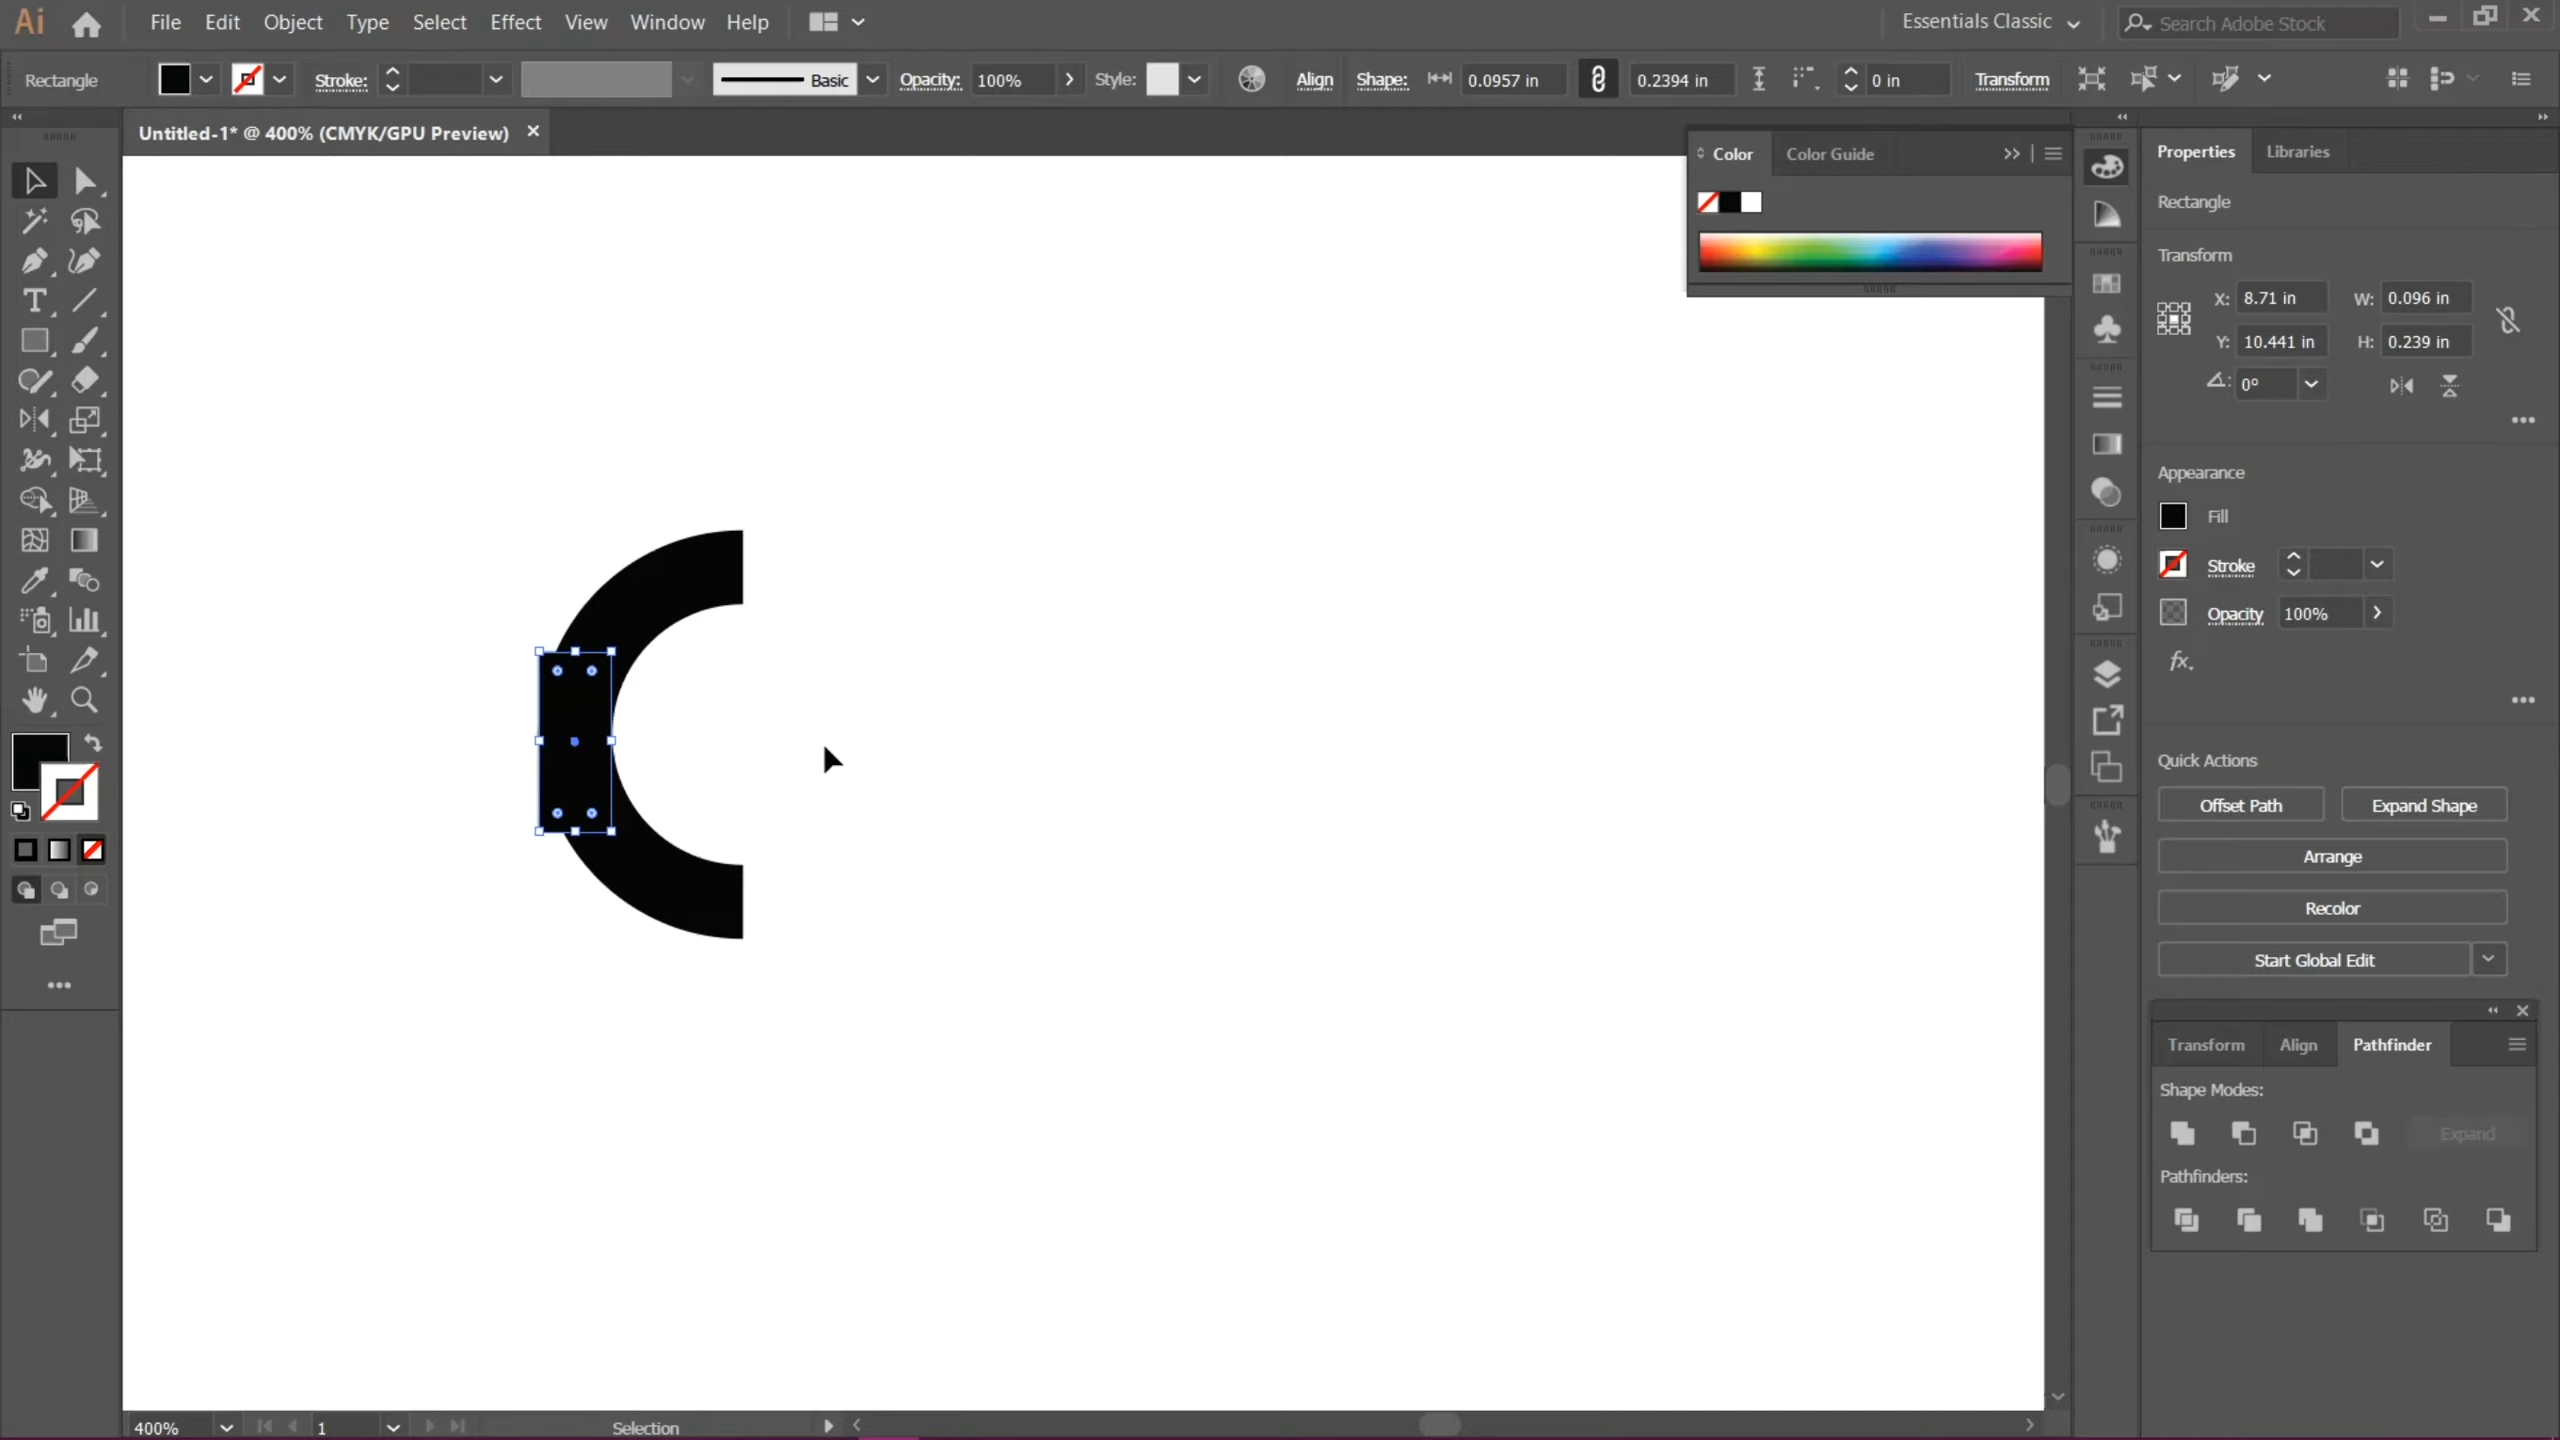 Ai File Edit Object Type Select Effect View Window Help Essentials Classic Search Adobe Stock
Rectangle Stroke: Basic Opacity: 100% Style: Align Shape: 0.0957 in 0.2394 in 0 in Transform
Untitled-1* @ 400% (CMYK/GPU Preview)
Color Color Guide
Properties Libraries
Rectangle
Transform
X: 8.71 in W: 0.096 in
Y: 10.441 in H: 0.239 in
0°
Appearance
Fill
Stroke
Opacity 100%
fx
Quick Actions
Offset Path Expand Shape
Arrange
Recolor
Start Global Edit
Transform Align Pathfinder
Shape Modes:
Expand
Pathfinders:
400% 1 Selection